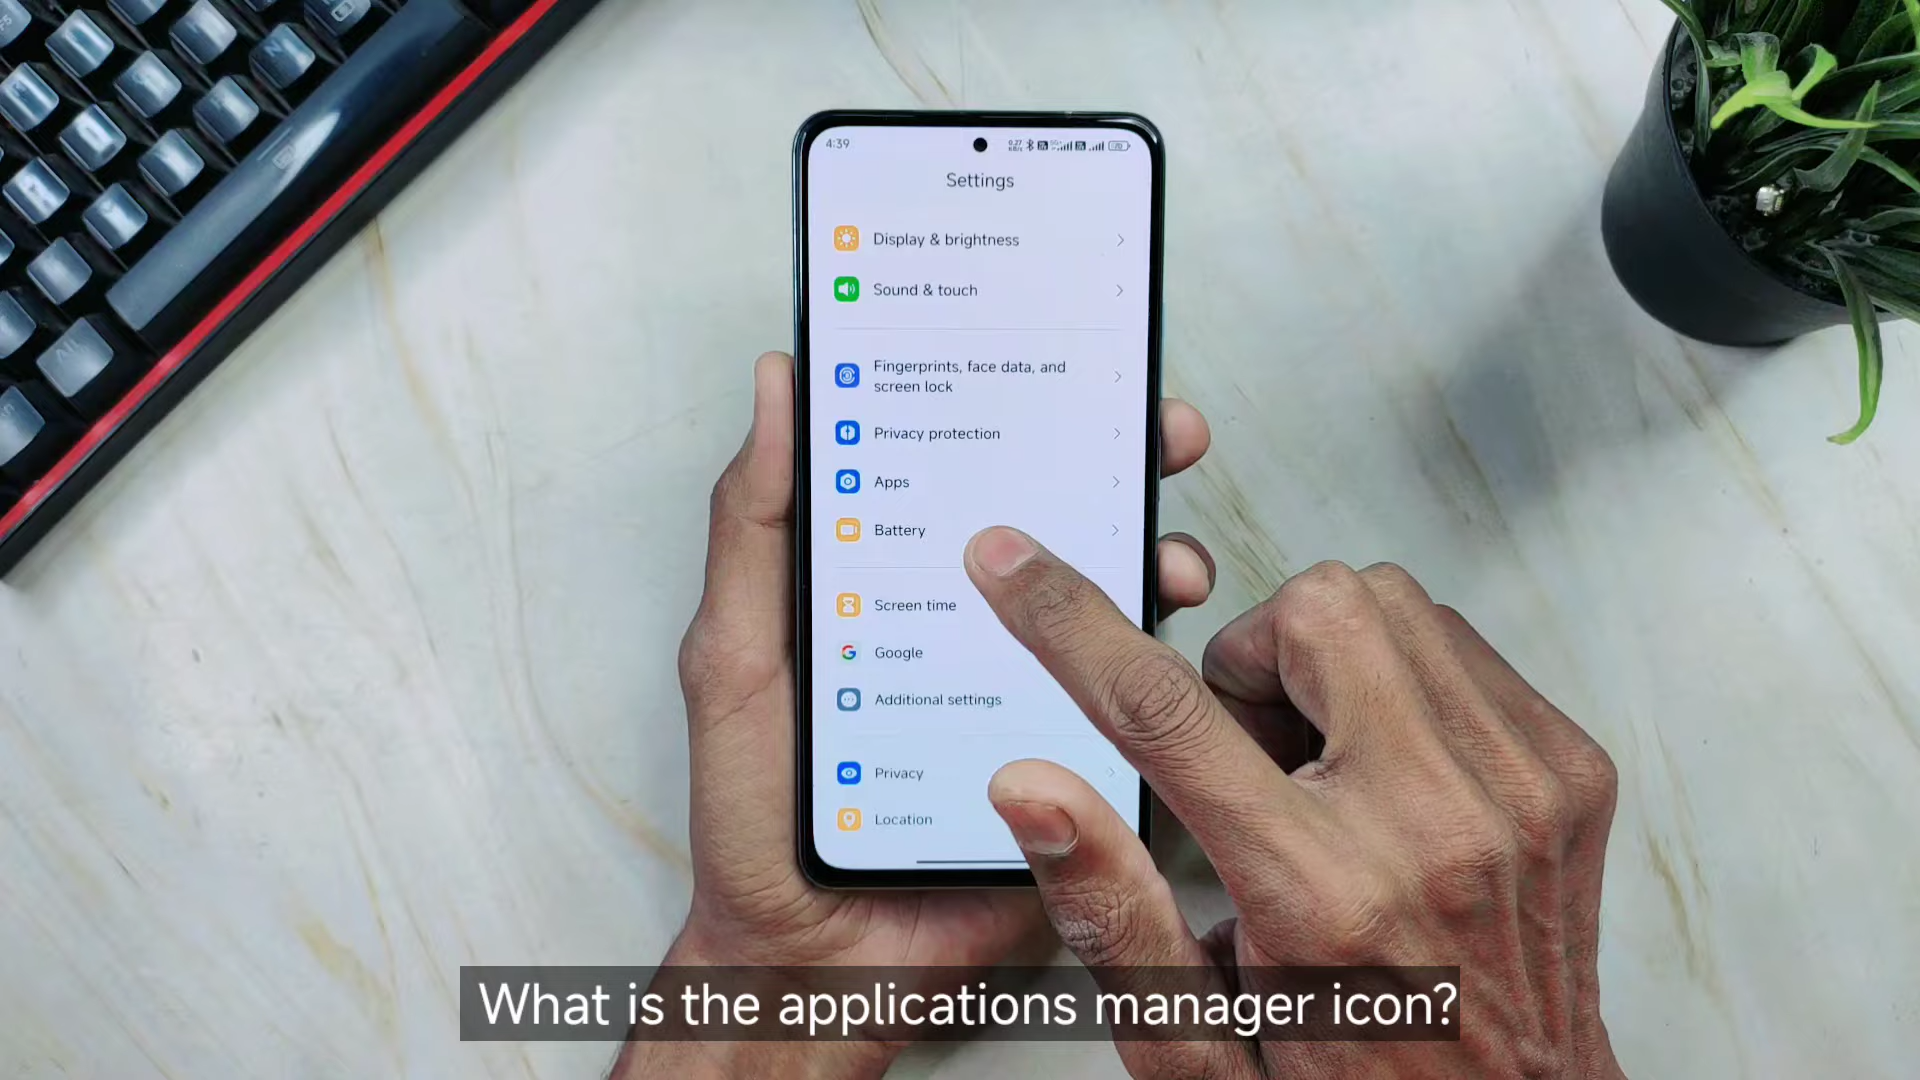 4:39
Settings
Display & brightness
Sound & touch
Fingerprints, face data, and
screen lock
Privacy protection
Apps
Battery
Screen time
Google
Additional settings
Privacy
Location
What is the applications manager icon?